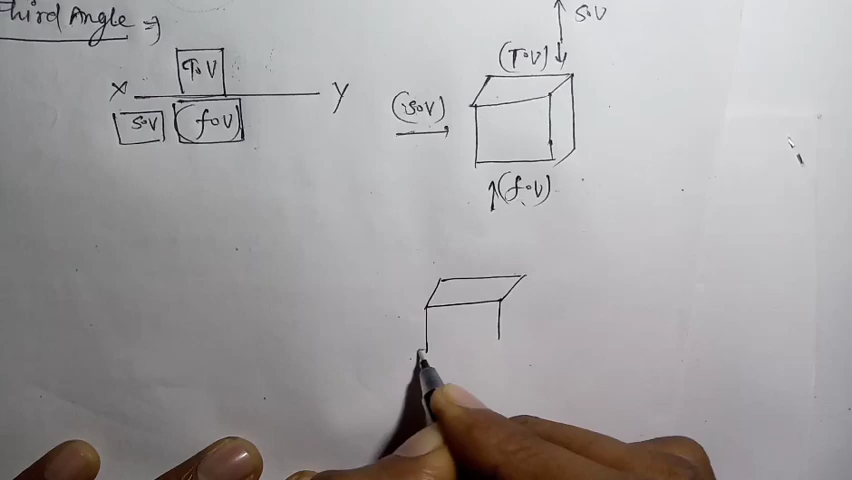 Third Angle ⇒
T.V
X Y
S.V (f.V)
S.V
(T.V)
(S.V)
(f.V)